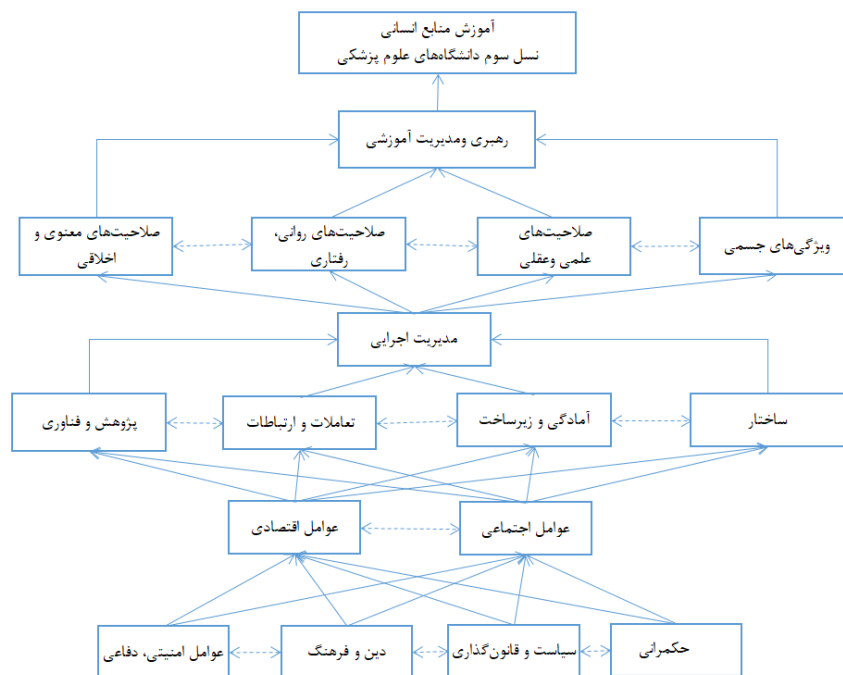 آموزش منابع انسانی
نسل سوم دانشگاه‌های علوم پزشکی
رهبری ومدیریت آموزشی
ویژگی‌های جسمی
صلاحیت‌های
علمی وعقلی
صلاحیت‌های روانی،
رفتاری
صلاحیت‌های معنوی و
اخلاقی
مدیریت اجرایی
ساختار
آمادگی و زیرساخت
تعاملات و ارتباطات
پژوهش و فناوری
عوامل اجتماعی
عوامل اقتصادی
حکمرانی
سیاست و قانون‌گذاری
دین و فرهنگ
عوامل امنیتی، دفاعی